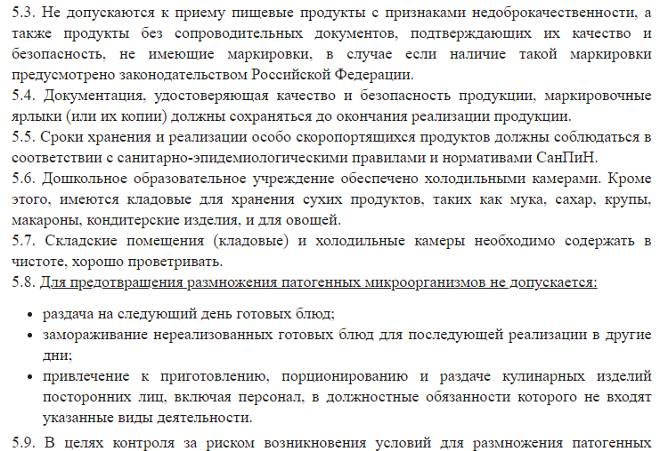 5.3. Не допускаются к приему пищевые продукты с признаками недоброкачественности, а
также продукты без сопроводительных документов, подтверждающих их качество и
безопасность, не имеющие маркировки, в случае если наличие такой маркировки
предусмотрено законодательством Российской Федерации.
5.4. Документация, удостоверяющая качество и безопасность продукции, маркировочные
ярлыки (или их копии) должны сохраняться до окончания реализации продукции.
5.5. Сроки хранения и реализации особо скоропортящихся продуктов должны соблюдаться в
соответствии с санитарно-эпидемиологическими правилами и нормативами СанПиН.
5.6. Дошкольное образовательное учреждение обеспечено холодильными камерами. Кроме
этого, имеются кладовые для хранения сухих продуктов, таких как мука, сахар, крупы,
макароны, кондитерские изделия, и для овощей.
5.7. Складские помещения (кладовые) и холодильные камеры необходимо содержать в
чистоте, хорошо проветривать.
5.8. Для предотвращения размножения патогенных микроорганизмов не допускается:
• раздача на следующий день готовых блюд;
• замораживание нереализованных готовых блюд для последующей реализации в другие
дни;
• привлечение к приготовлению, порционированию и раздаче кулинарных изделий
посторонних лиц, включая персонал, в должностные обязанности которого не входят
указанные виды деятельности.
5.9. В целях контроля за риском возникновения условий для размножения патогенных